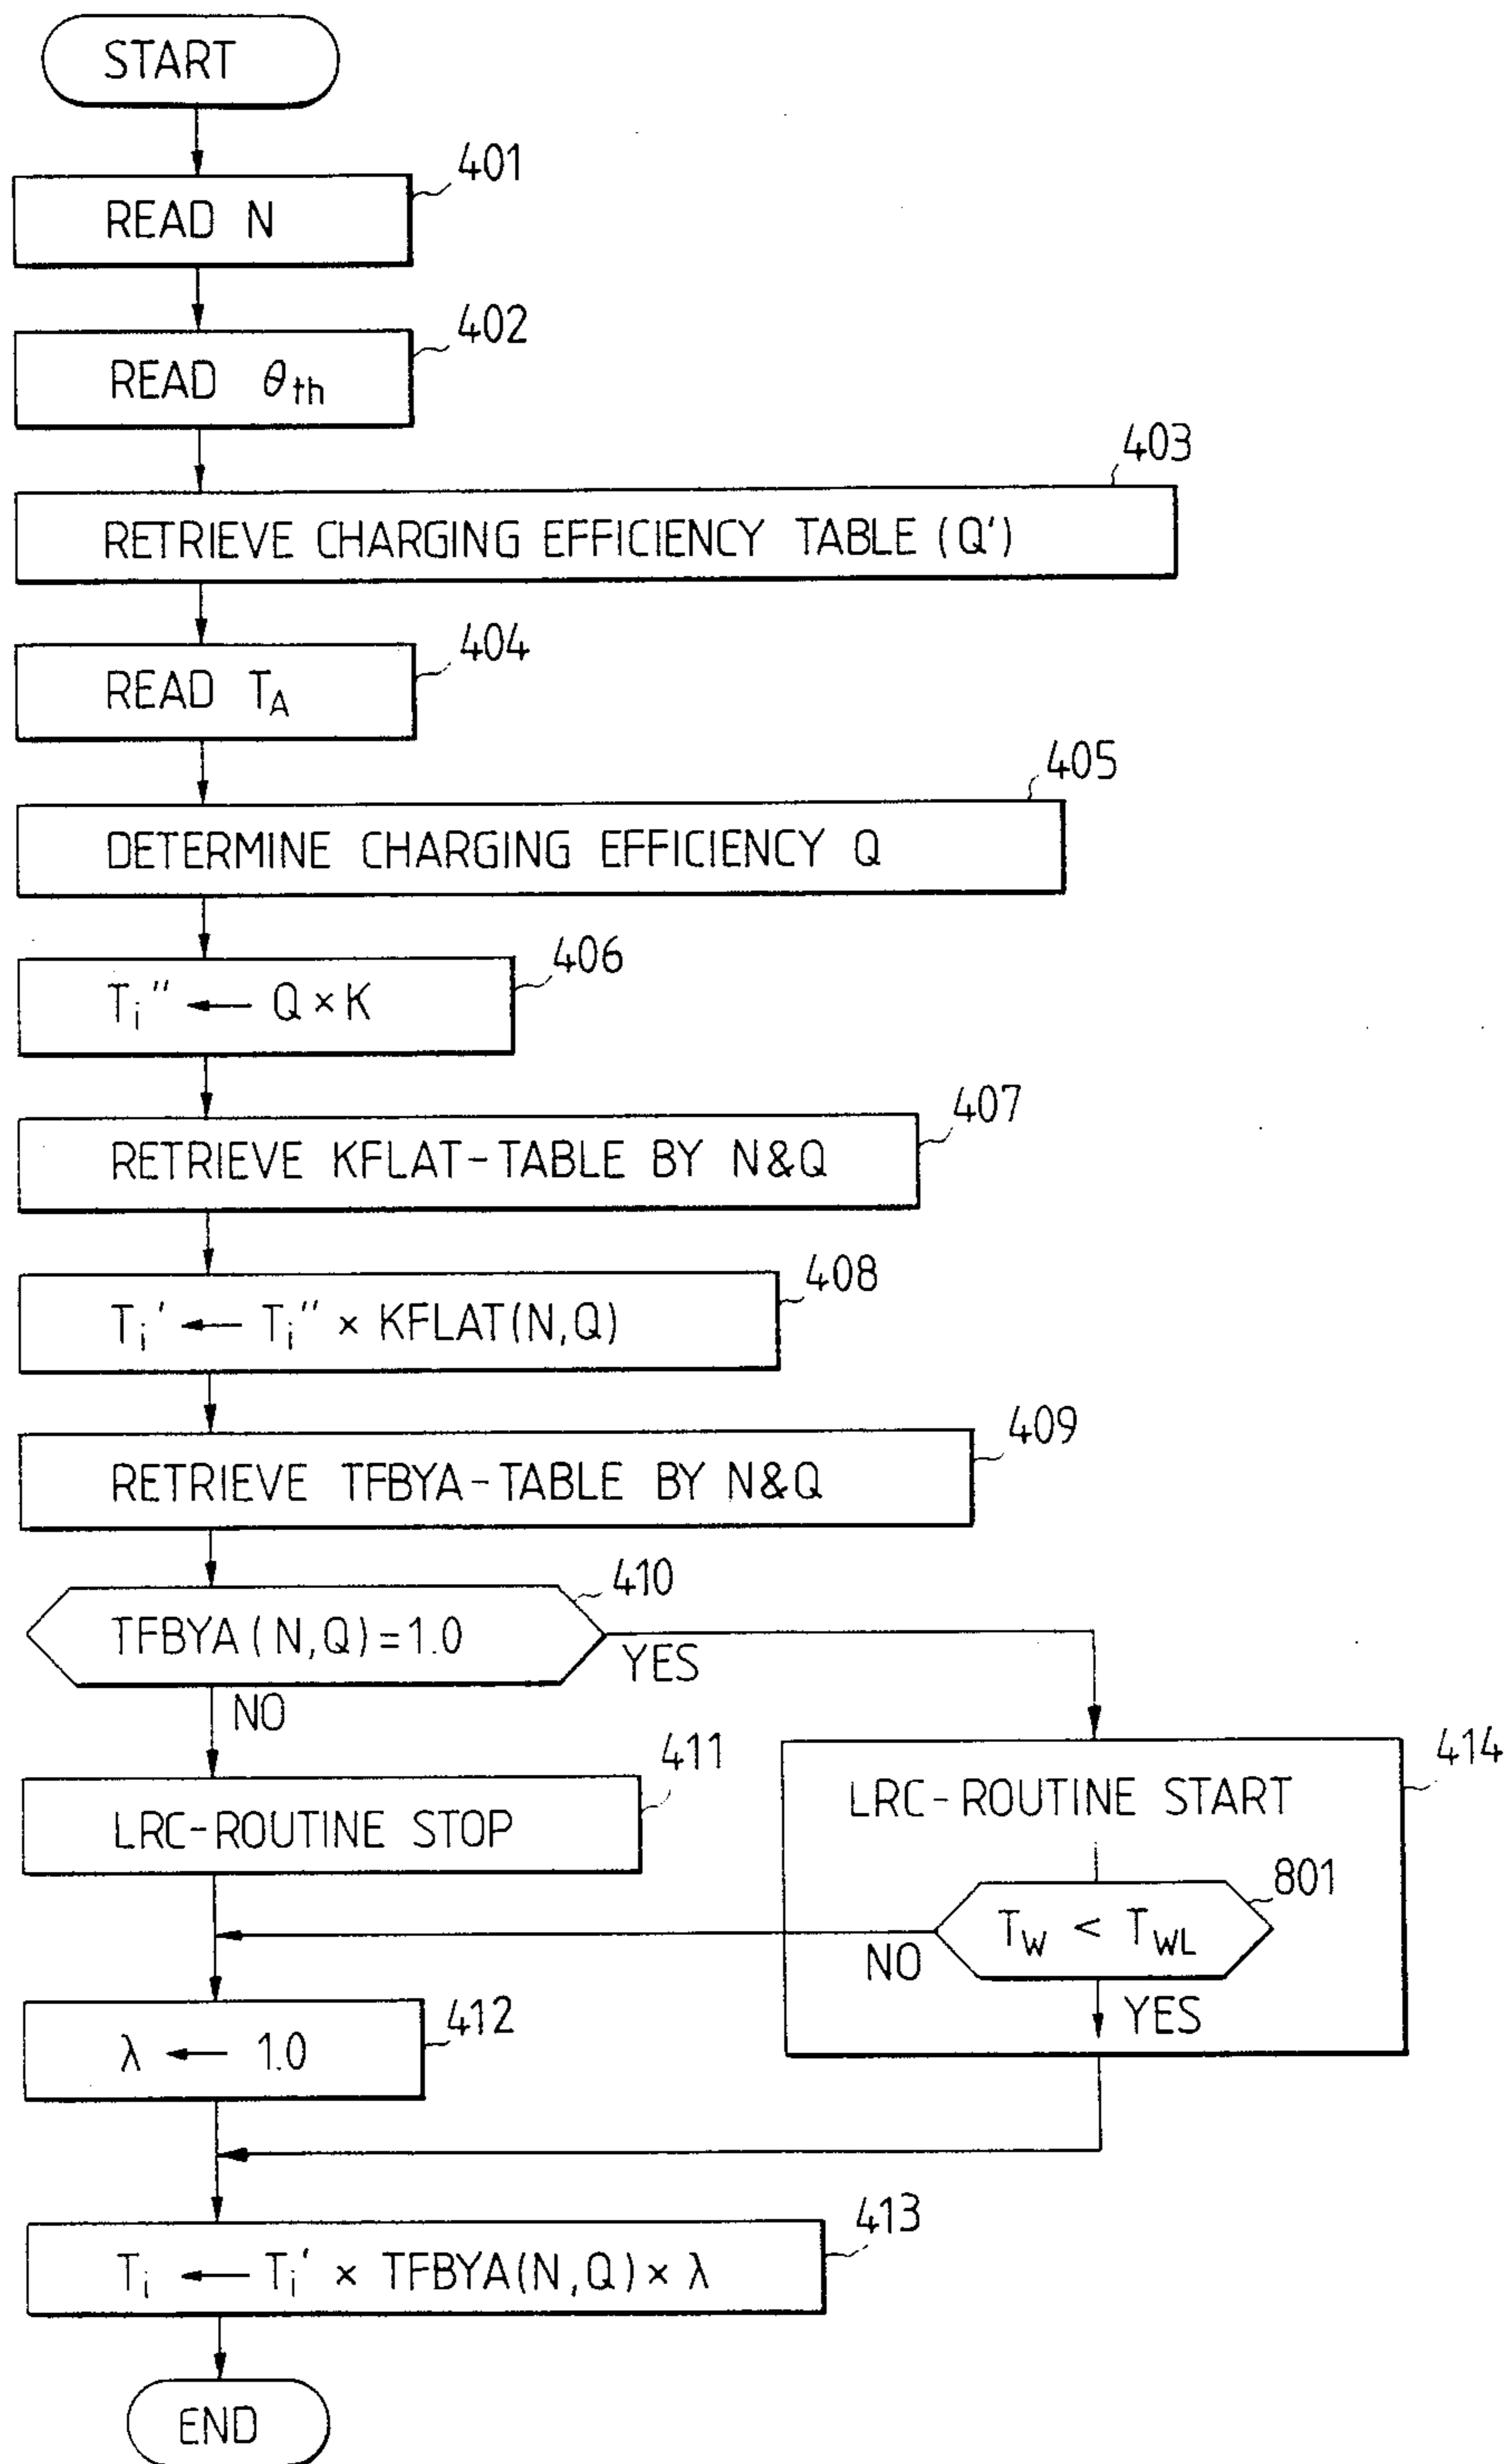 START
401
READ N
402
READ θth
403
RETRIEVE CHARGING EFFICIENCY TABLE (Q')
404
READ TA
405
DETERMINE CHARGING EFFICIENCY Q
406
Ti" ← Q × K
407
RETRIEVE KFLAT-TABLE BY N&Q
408
Ti' ← Ti" × KFLAT(N,Q)
409
RETRIEVE TFBYA-TABLE BY N&Q
410
TFBYA(N,Q)=1.0
YES
NO
411
LRC-ROUTINE STOP
414
LRC-ROUTINE START
801
TW < TWL
NO
YES
412
λ ← 1.0
413
Ti ← Ti' × TFBYA(N,Q) × λ
END